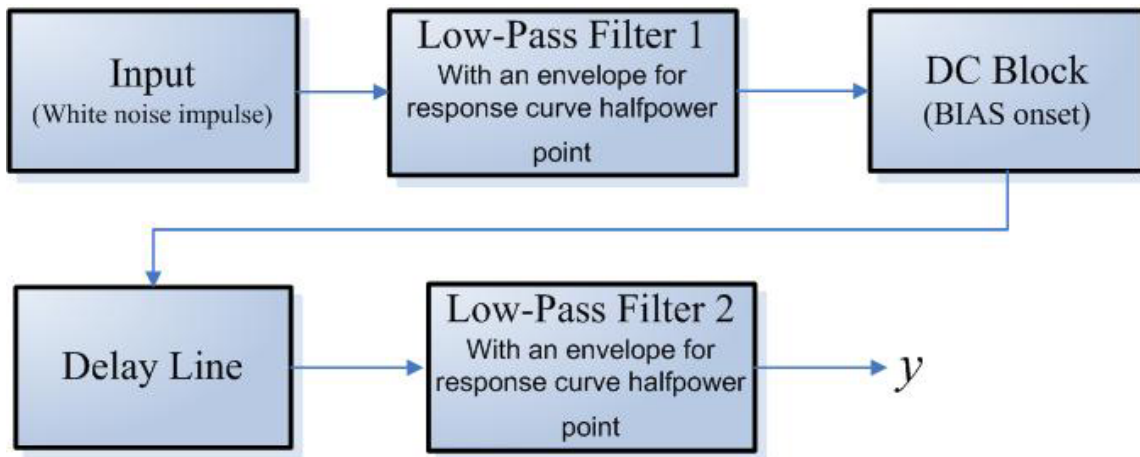 Input
(White noise impulse)
Low-Pass Filter 1
With an envelope for
response curve halfpower
point
DC Block
(BIAS onset)
Delay Line
Low-Pass Filter 2
With an envelope for
response curve halfpower
point
y